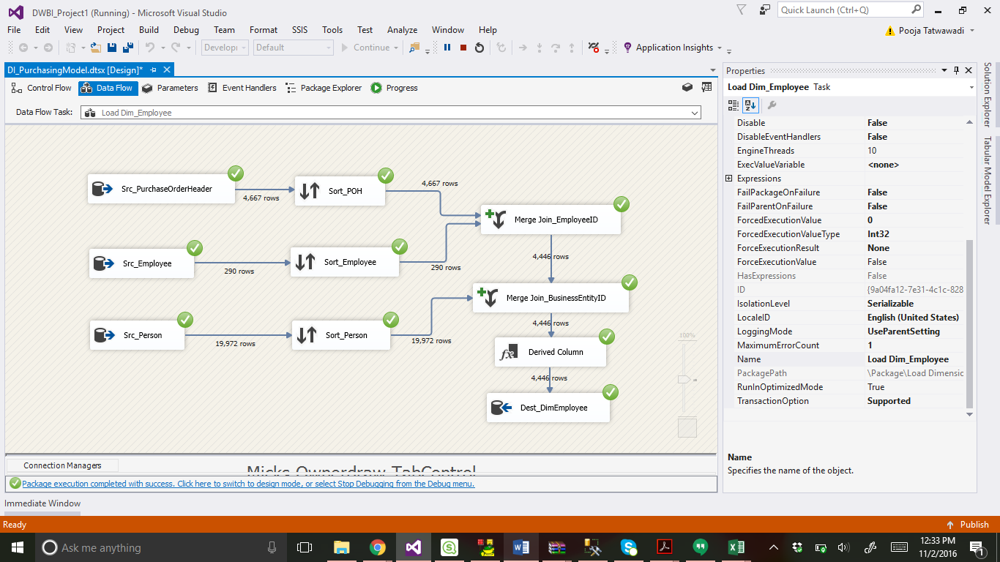 DWBI_Project1 (Running) - Microsoft Visual Studio
Quick Launch (Ctrl+Q)
File Edit View Project Build Debug Team Format SSIS Tools Test Analyze Window Help
Pooja Tatwawadi
Developi Default Continue Application Insights
DI_PurchasingModel.dtsx [Design]*
Control Flow Data Flow Parameters Event Handlers Package Explorer Progress
Data Flow Task: Load Dim_Employee
Src_PurchaseOrderHeader
4,667 rows
Sort_POH
4,667 rows
Merge Join_EmployeeID
Src_Employee
290 rows
Sort_Employee
290 rows
4,446 rows
Merge Join_BusinessEntityID
Src_Person
19,972 rows
Sort_Person
19,972 rows
4,446 rows
Derived Column
4,446 rows
Dest_DimEmployee
100%
Connection Managers
Micks Ownerdraw TabControl
Package execution completed with success. Click here to switch to design mode, or select Stop Debugging from the Debug menu.
Immediate Window
Ready
Publish
Properties
Load Dim_Employee Task
Disable False
DisableEventHandlers False
EngineThreads 10
ExecValueVariable <none>
Expressions
FailPackageOnFailure False
FailParentOnFailure False
ForcedExecutionValue 0
ForcedExecutionValueType Int32
ForceExecutionResult None
ForceExecutionValue False
HasExpressions False
ID {9a04fa12-7e31-4c1c-828
IsolationLevel Serializable
LocaleID English (United States)
LoggingMode UseParentSetting
MaximumErrorCount 1
Name Load Dim_Employee
PackagePath \Package\Load Dimensio
RunInOptimizedMode True
TransactionOption Supported
Name
Specifies the name of the object.
Solution Explorer
Tabular Model Explorer
Ask me anything
12:33 PM
11/2/2016
1